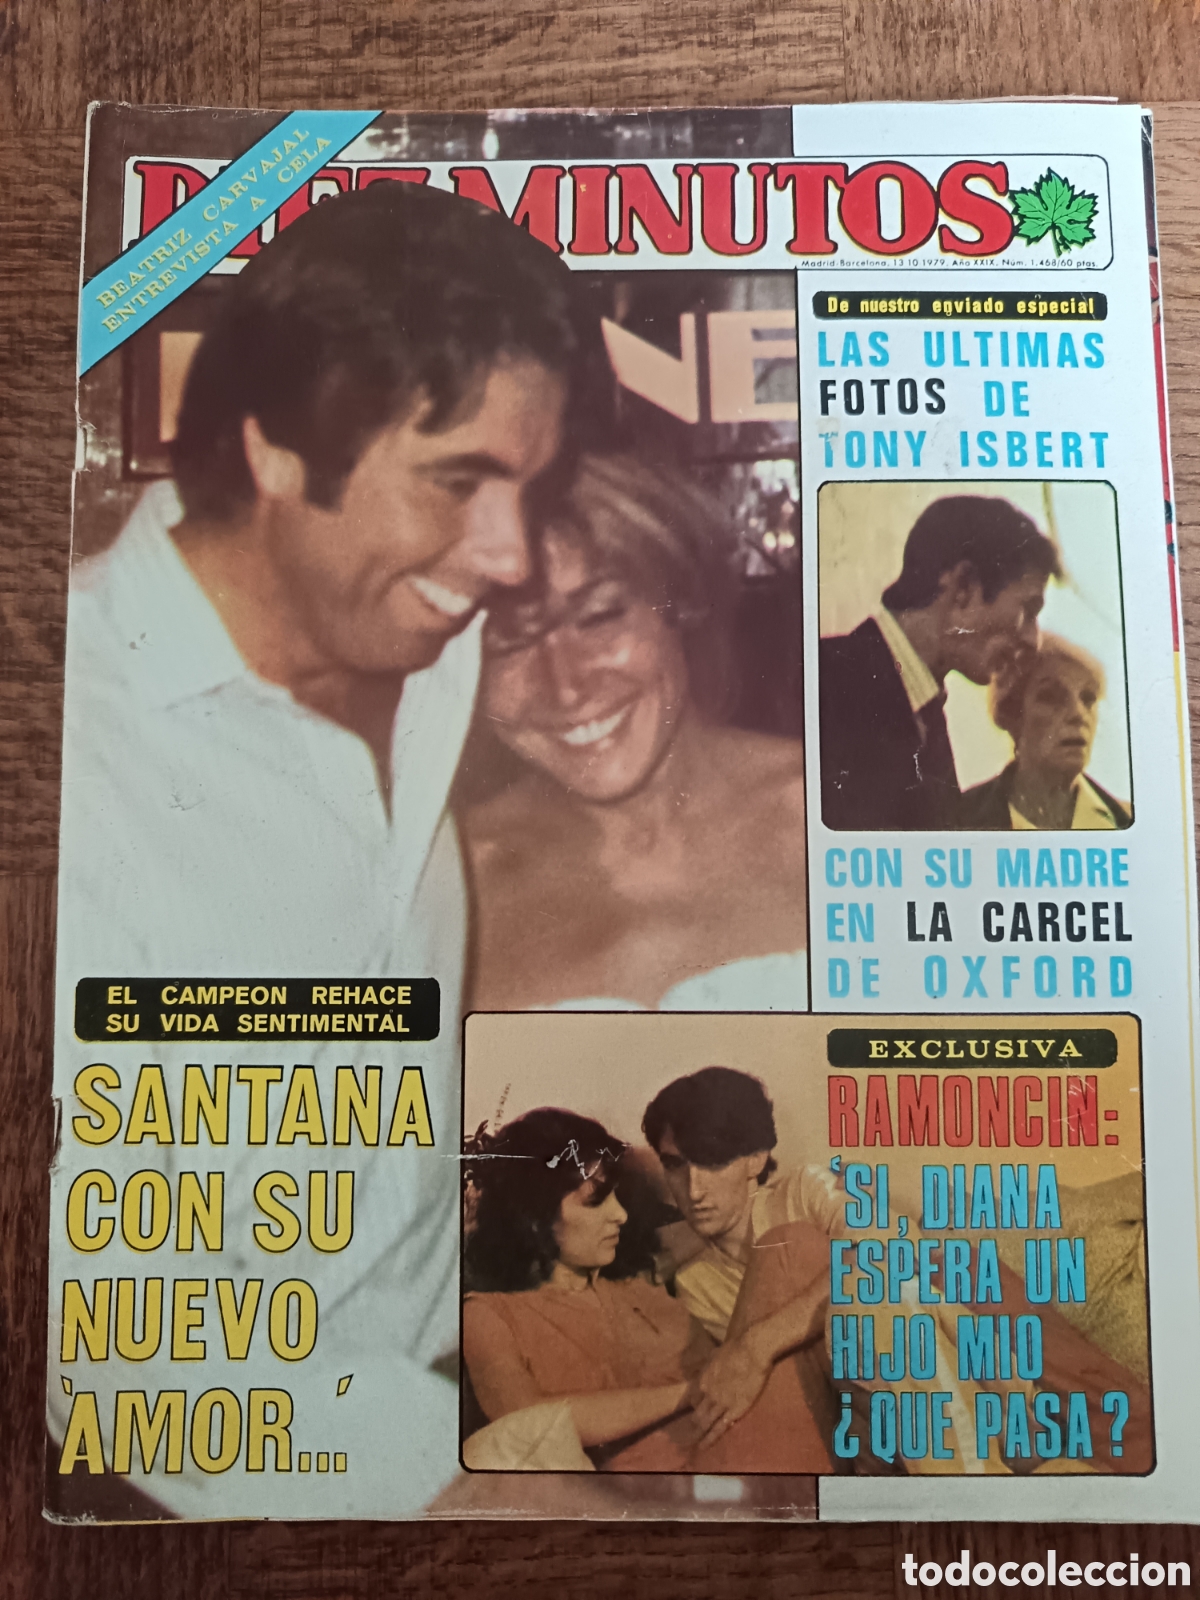 BEATRIZ CARVAJAL
ENTREVISTA A CELA
DIEZ MINUTOS
Madrid-Barcelona, 13-10-1979. Año XXIX. Núm. 1.468/60 ptas.
De nuestro enviado especial
LAS ULTIMAS
FOTOS DE
TONY ISBERT
CON SU MADRE
EN LA CARCEL
DE OXFORD
EL CAMPEON REHACE
SU VIDA SENTIMENTAL
SANTANA
CON SU
NUEVO
'AMOR...'
EXCLUSIVA
RAMONCIN:
'SI, DIANA
ESPERA UN
HIJO MIO
¿QUE PASA?
todocoleccion